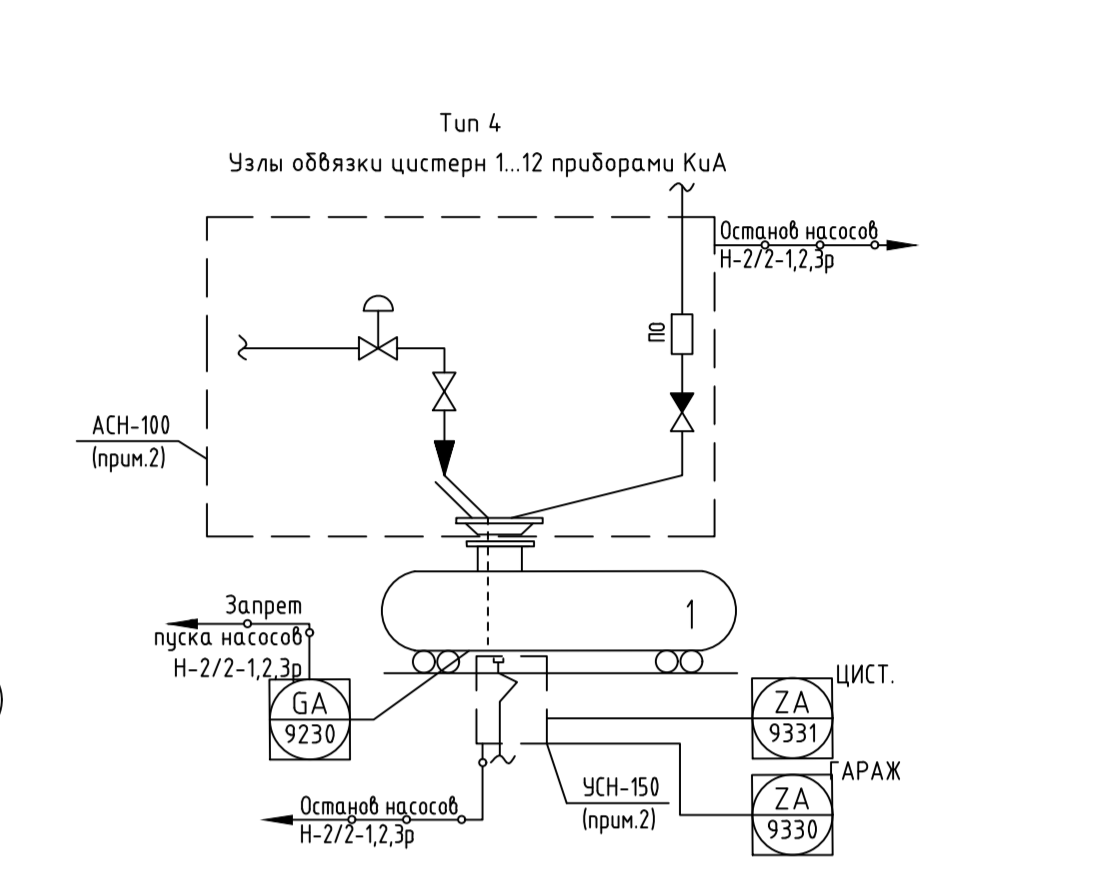 Тип 4
Узлы обвязки цистерн 1...12 приборами КиА
Останов насосов
Н-2/2-1,2,3р
ПО
АСН-100
(прим.2)
1
Запрет
пуска насосов
Н-2/2-1,2,3р
GA
9230
ЦИСТ.
ZA
9331
ГАРАЖ
ZA
9330
УСН-150
(прим.2)
Останов насосов
Н-2/2-1,2,3р